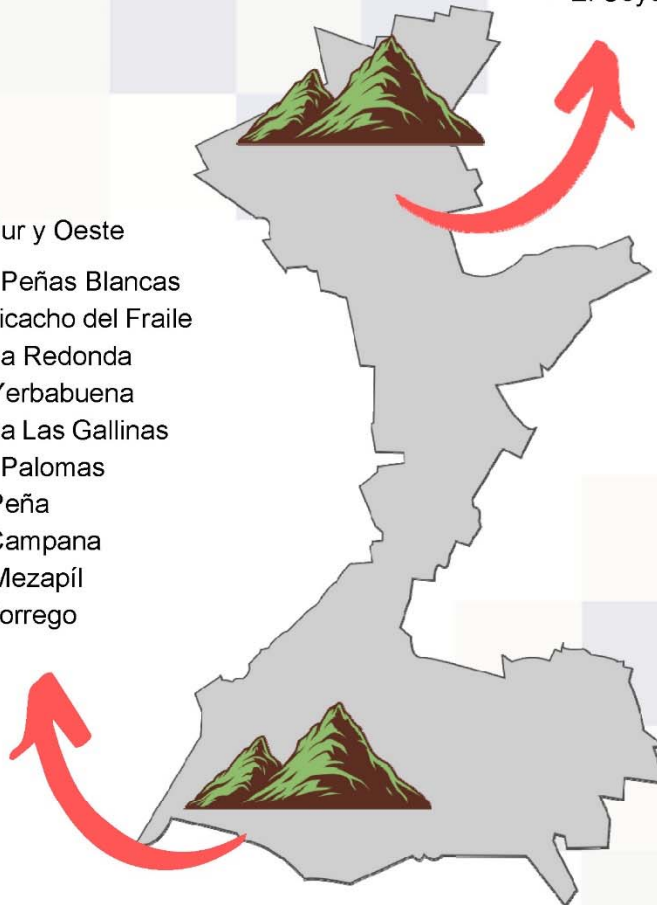 ur y Oeste
Peñas Blancas
icacho del Fraile
a Redonda
Yerbabuena
a Las Gallinas
Palomas
Peña
Campana
Mezapíl
orrego